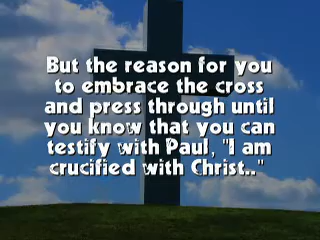 But the reason for you
to embrace the cross
and press through until
you know that you can
testify with Paul, "I am
crucified with Christ.."